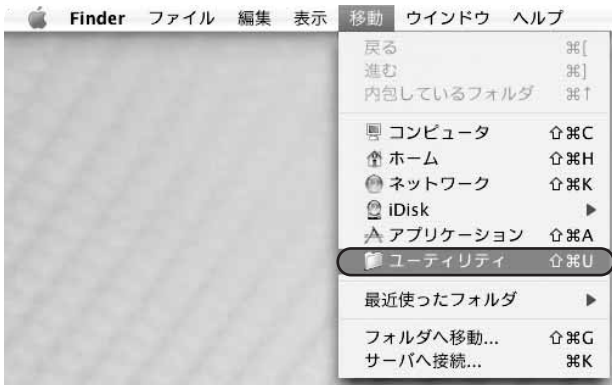 Finder ファイル 編集 表示 移動 ウインドウ ヘルプ
戻る ⌘[
進む ⌘]
内包しているフォルダ ⌘↑
コンピュータ ⇧⌘C
ホーム ⇧⌘H
ネットワーク ⇧⌘K
iDisk ▶
アプリケーション ⇧⌘A
ユーティリティ ⇧⌘U
最近使ったフォルダ ▶
フォルダへ移動... ⇧⌘G
サーバへ接続... ⌘K